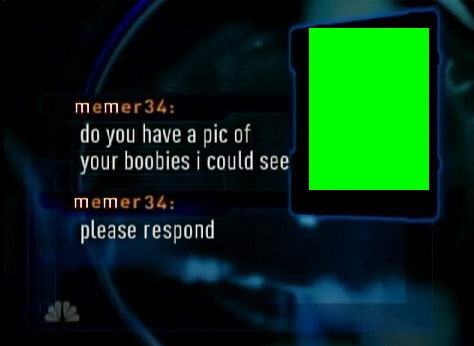 memer34:
do you have a pic of
your boobies i could see
memer34:
please respond